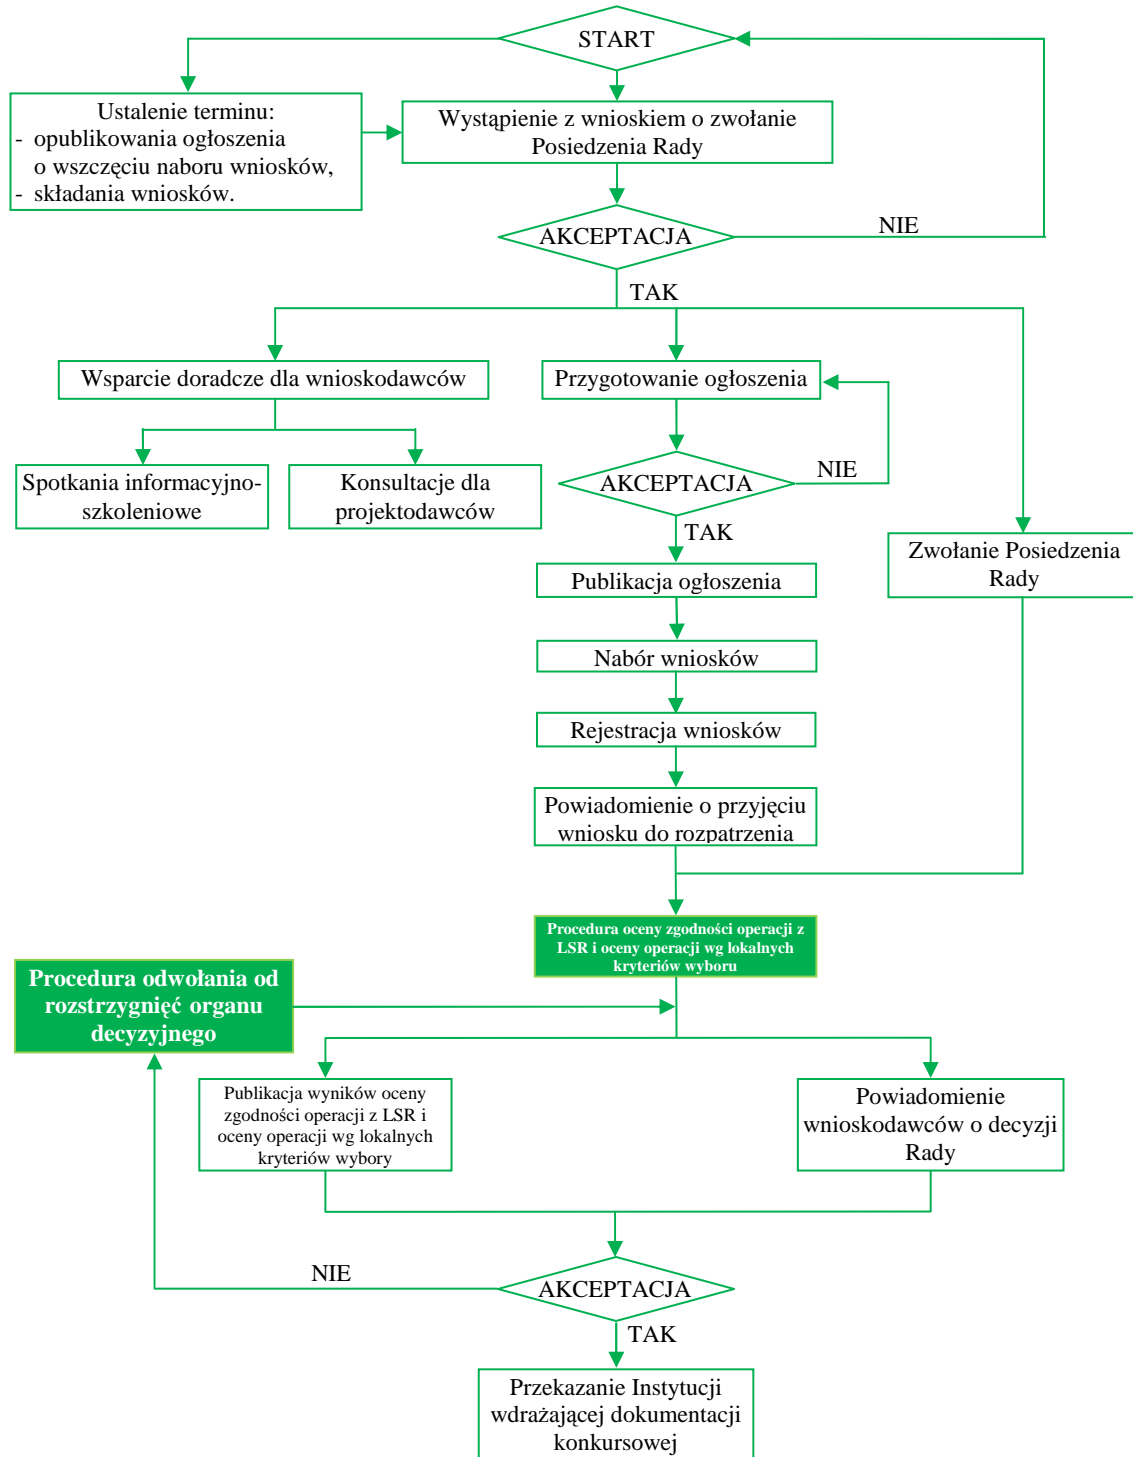 START
Ustalenie terminu:
- opublikowania ogłoszenia
o wszczęciu naboru wniosków,
- składania wniosków.
Wystąpienie z wnioskiem o zwołanie
Posiedzenia Rady
AKCEPTACJA
NIE
TAK
Wsparcie doradcze dla wnioskodawców
Przygotowanie ogłoszenia
Spotkania informacyjno-
szkoleniowe
Konsultacje dla
projektodawców
AKCEPTACJA
NIE
TAK
Zwołanie Posiedzenia
Rady
Publikacja ogłoszenia
Nabór wniosków
Rejestracja wniosków
Powiadomienie o przyjęciu
wniosku do rozpatrzenia
Procedura oceny zgodności operacji z
LSR i oceny operacji wg lokalnych
kryteriów wyboru
Procedura odwołania od
rozstrzygnięć organu
decyzyjnego
Publikacja wyników oceny
zgodności operacji z LSR i
oceny operacji wg lokalnych
kryteriów wybory
Powiadomienie
wnioskodawców o decyzji
Rady
NIE
AKCEPTACJA
TAK
Przekazanie Instytucji
wdrażającej dokumentacji
konkursowej